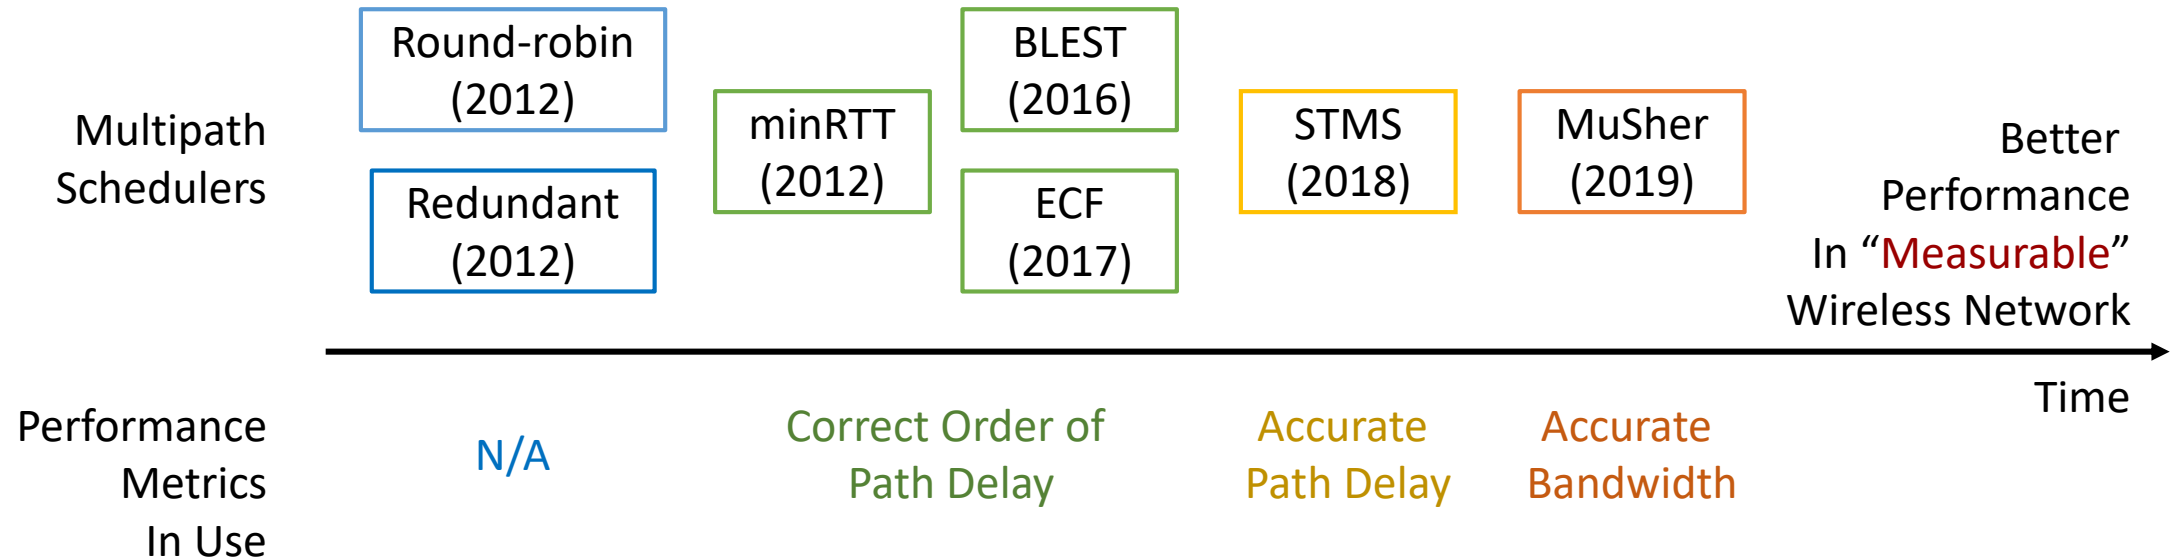 Multipath
Schedulers
Round-robin
(2012)
Redundant
(2012)
minRTT
(2012)
BLEST
(2016)
ECF
(2017)
STMS
(2018)
MuSher
(2019)
Better
Performance
In “Measurable”
Wireless Network
Time
Performance
Metrics
In Use
N/A
Correct Order of
Path Delay
Accurate
Path Delay
Accurate
Bandwidth